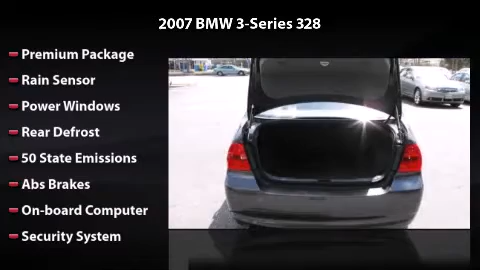 2007 BMW 3-Series 328
Premium Package
Rain Sensor
Power Windows
Rear Defrost
50 State Emissions
Abs Brakes
On-board Computer
Security System